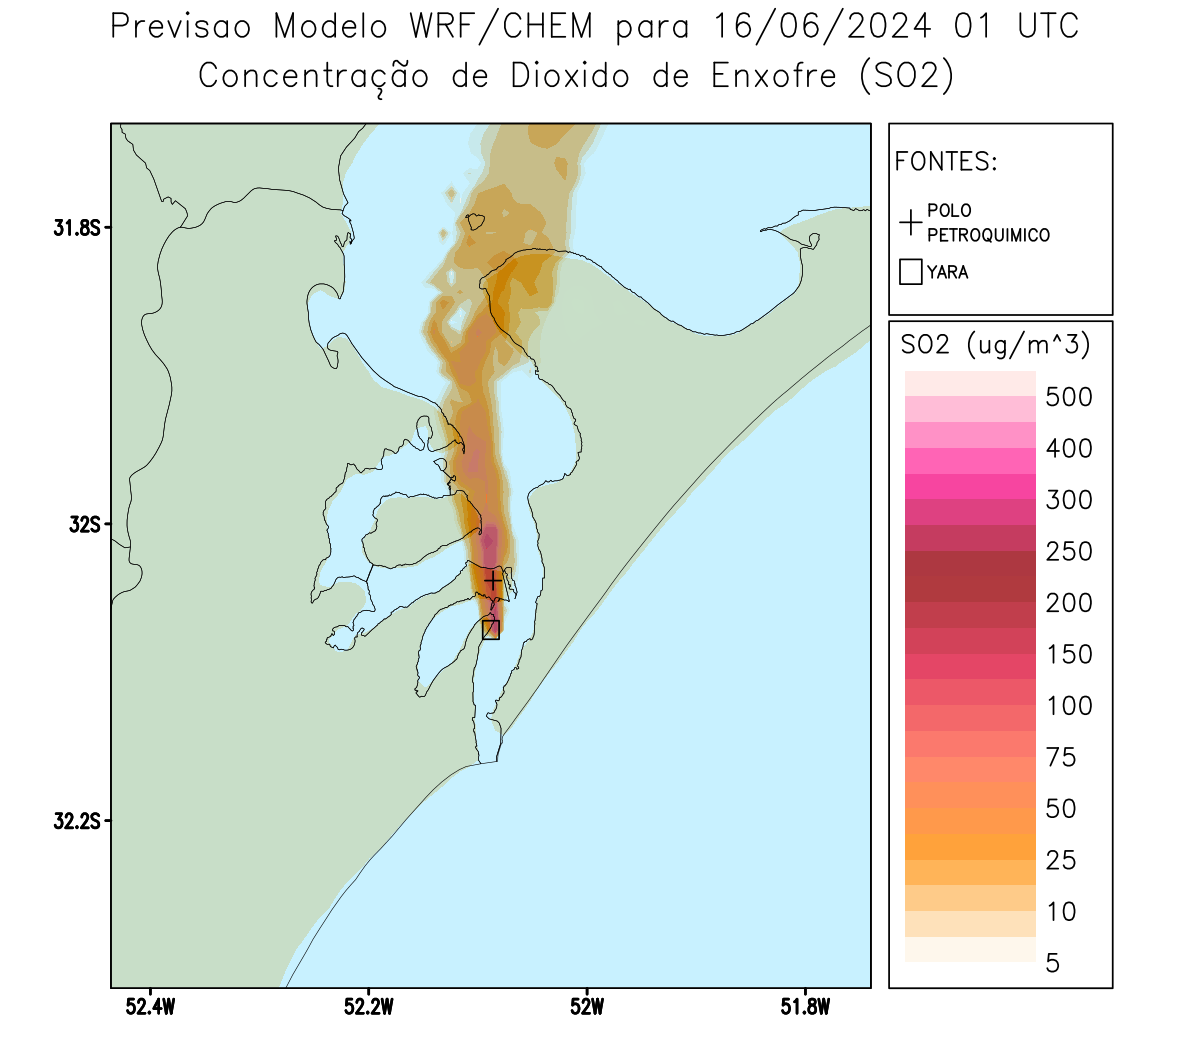 Previsao Modelo WRF/CHEM para 16/06/2024 01 UTC
Concentração de Dioxido de Enxofre (SO2)
FONTES:
POLO
PETROQUIMICO
YARA
31.8S
32S
32.2S
52.4W
52.2W
52W
51.8W
SO2 (ug/m^3)
500
400
300
250
200
150
100
75
50
25
10
5